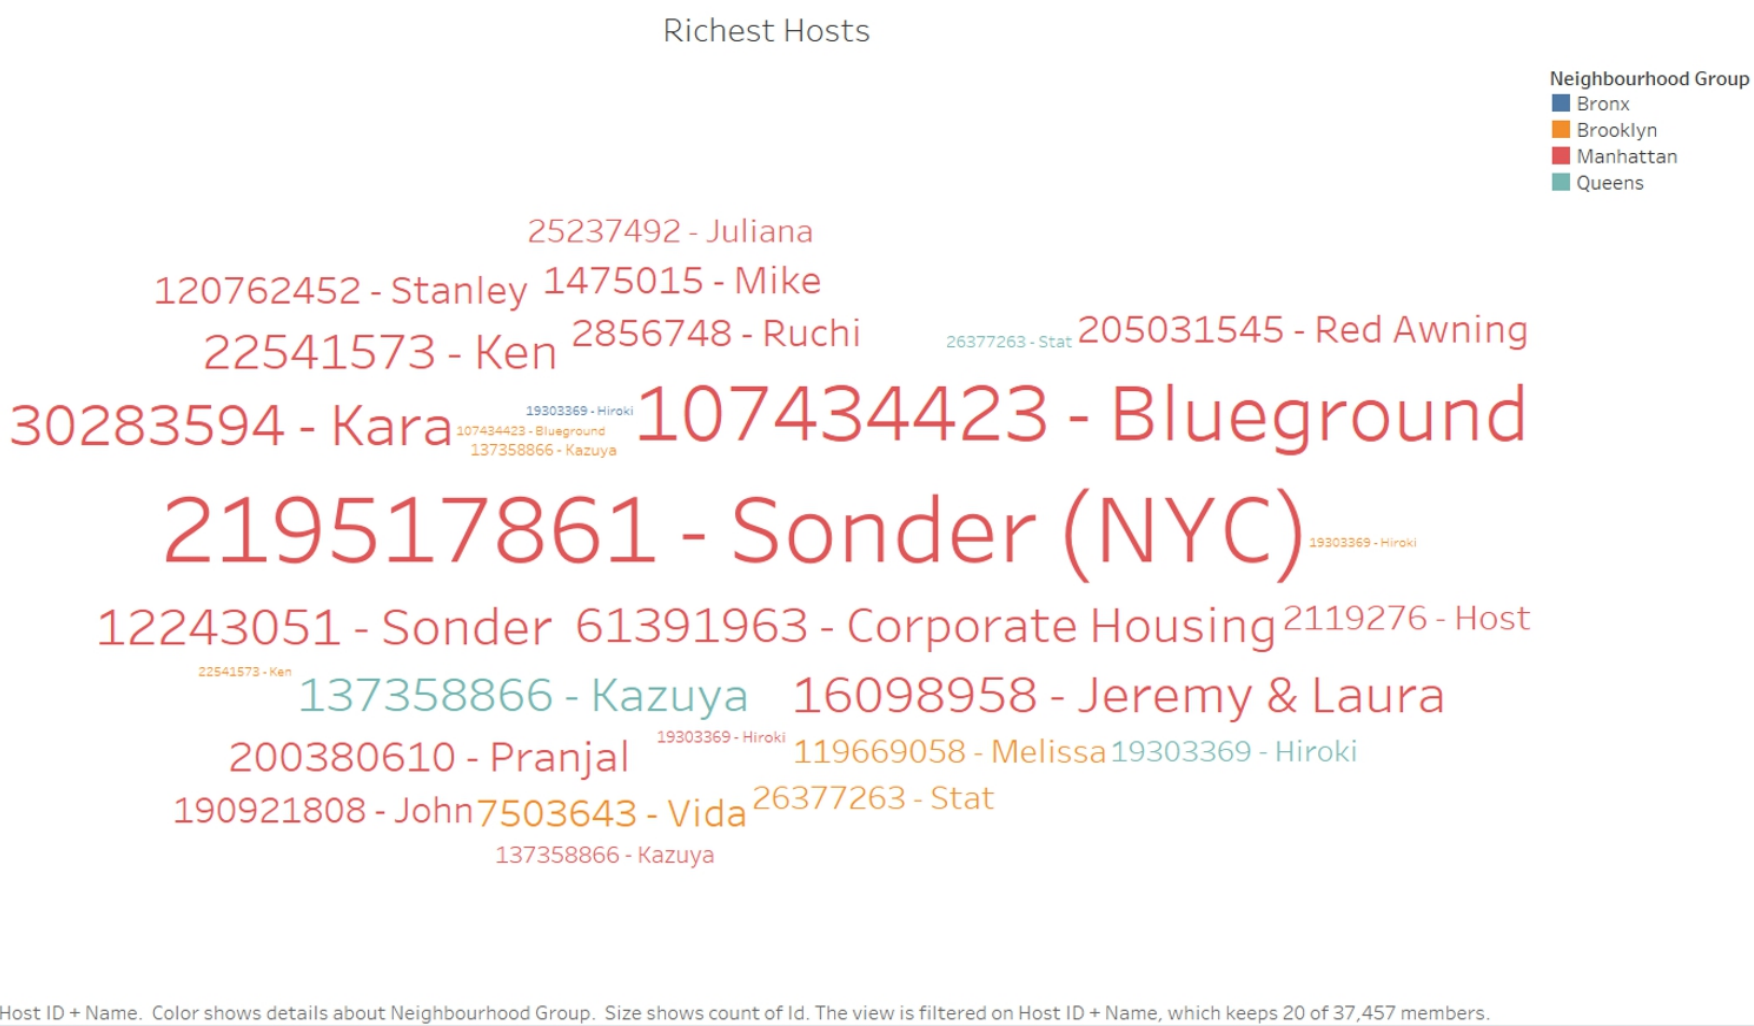 Richest Hosts
Neighbourhood Group
Bronx
Brooklyn
Manhattan
Queens
25237492 - Juliana
120762452 - Stanley
1475015 - Mike
22541573 - Ken
2856748 - Ruchi
26377263 - Stat
205031545 - Red Awning
30283594 - Kara
19303369 - Hiroki
107434423 - Blueground
137358866 - Kazuya
107434423 - Blueground
219517861 - Sonder (NYC)
19303369 - Hiroki
12243051 - Sonder
61391963 - Corporate Housing
2119276 - Host
22541573 - Ken
137358866 - Kazuya
16098958 - Jeremy & Laura
200380610 - Pranjal
19303369 - Hiroki
119669058 - Melissa
19303369 - Hiroki
190921808 - John
7503643 - Vida
26377263 - Stat
137358866 - Kazuya
Host ID + Name.  Color shows details about Neighbourhood Group.  Size shows count of Id. The view is filtered on Host ID + Name, which keeps 20 of 37,457 members.